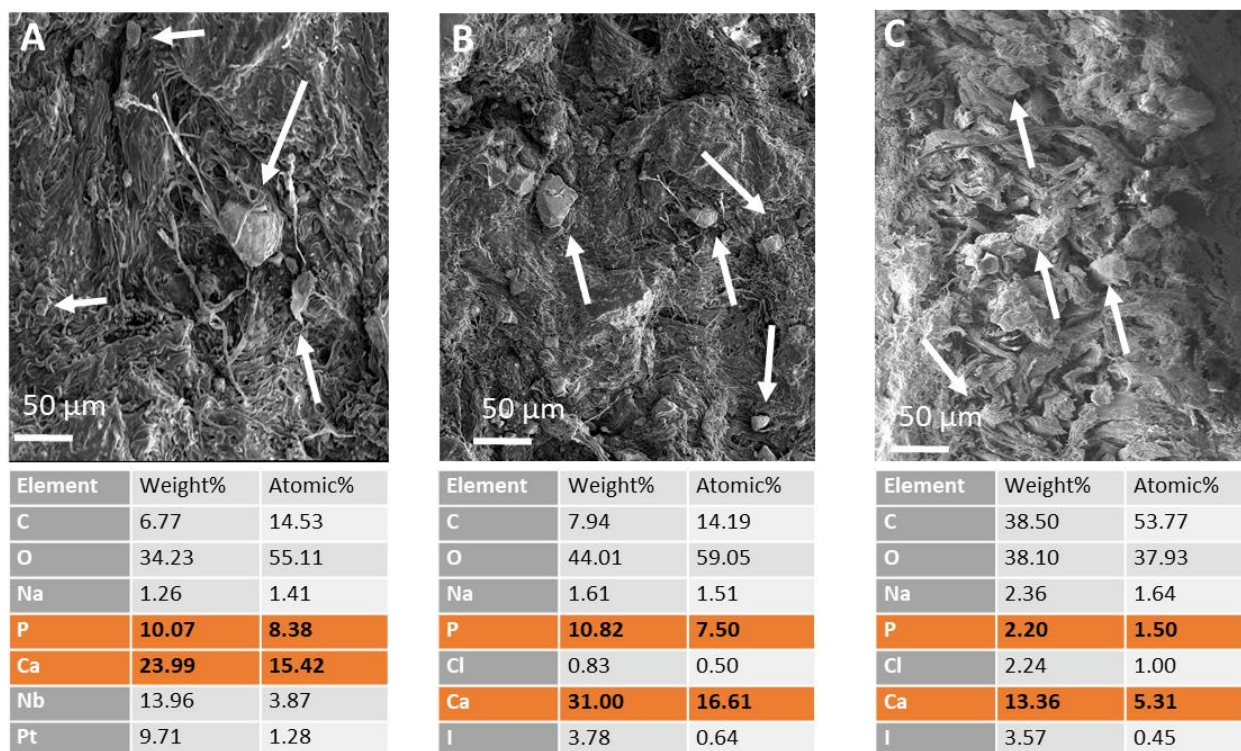 A
B
C
50 µm
50 µm
50 µm
Element Weight% Atomic%
C 6.77 14.53
O 34.23 55.11
Na 1.26 1.41
P 10.07 8.38
Ca 23.99 15.42
Nb 13.96 3.87
Pt 9.71 1.28
Element Weight% Atomic%
C 7.94 14.19
O 44.01 59.05
Na 1.61 1.51
P 10.82 7.50
Cl 0.83 0.50
Ca 31.00 16.61
I 3.78 0.64
Element Weight% Atomic%
C 38.50 53.77
O 38.10 37.93
Na 2.36 1.64
P 2.20 1.50
Cl 2.24 1.00
Ca 13.36 5.31
I 3.57 0.45